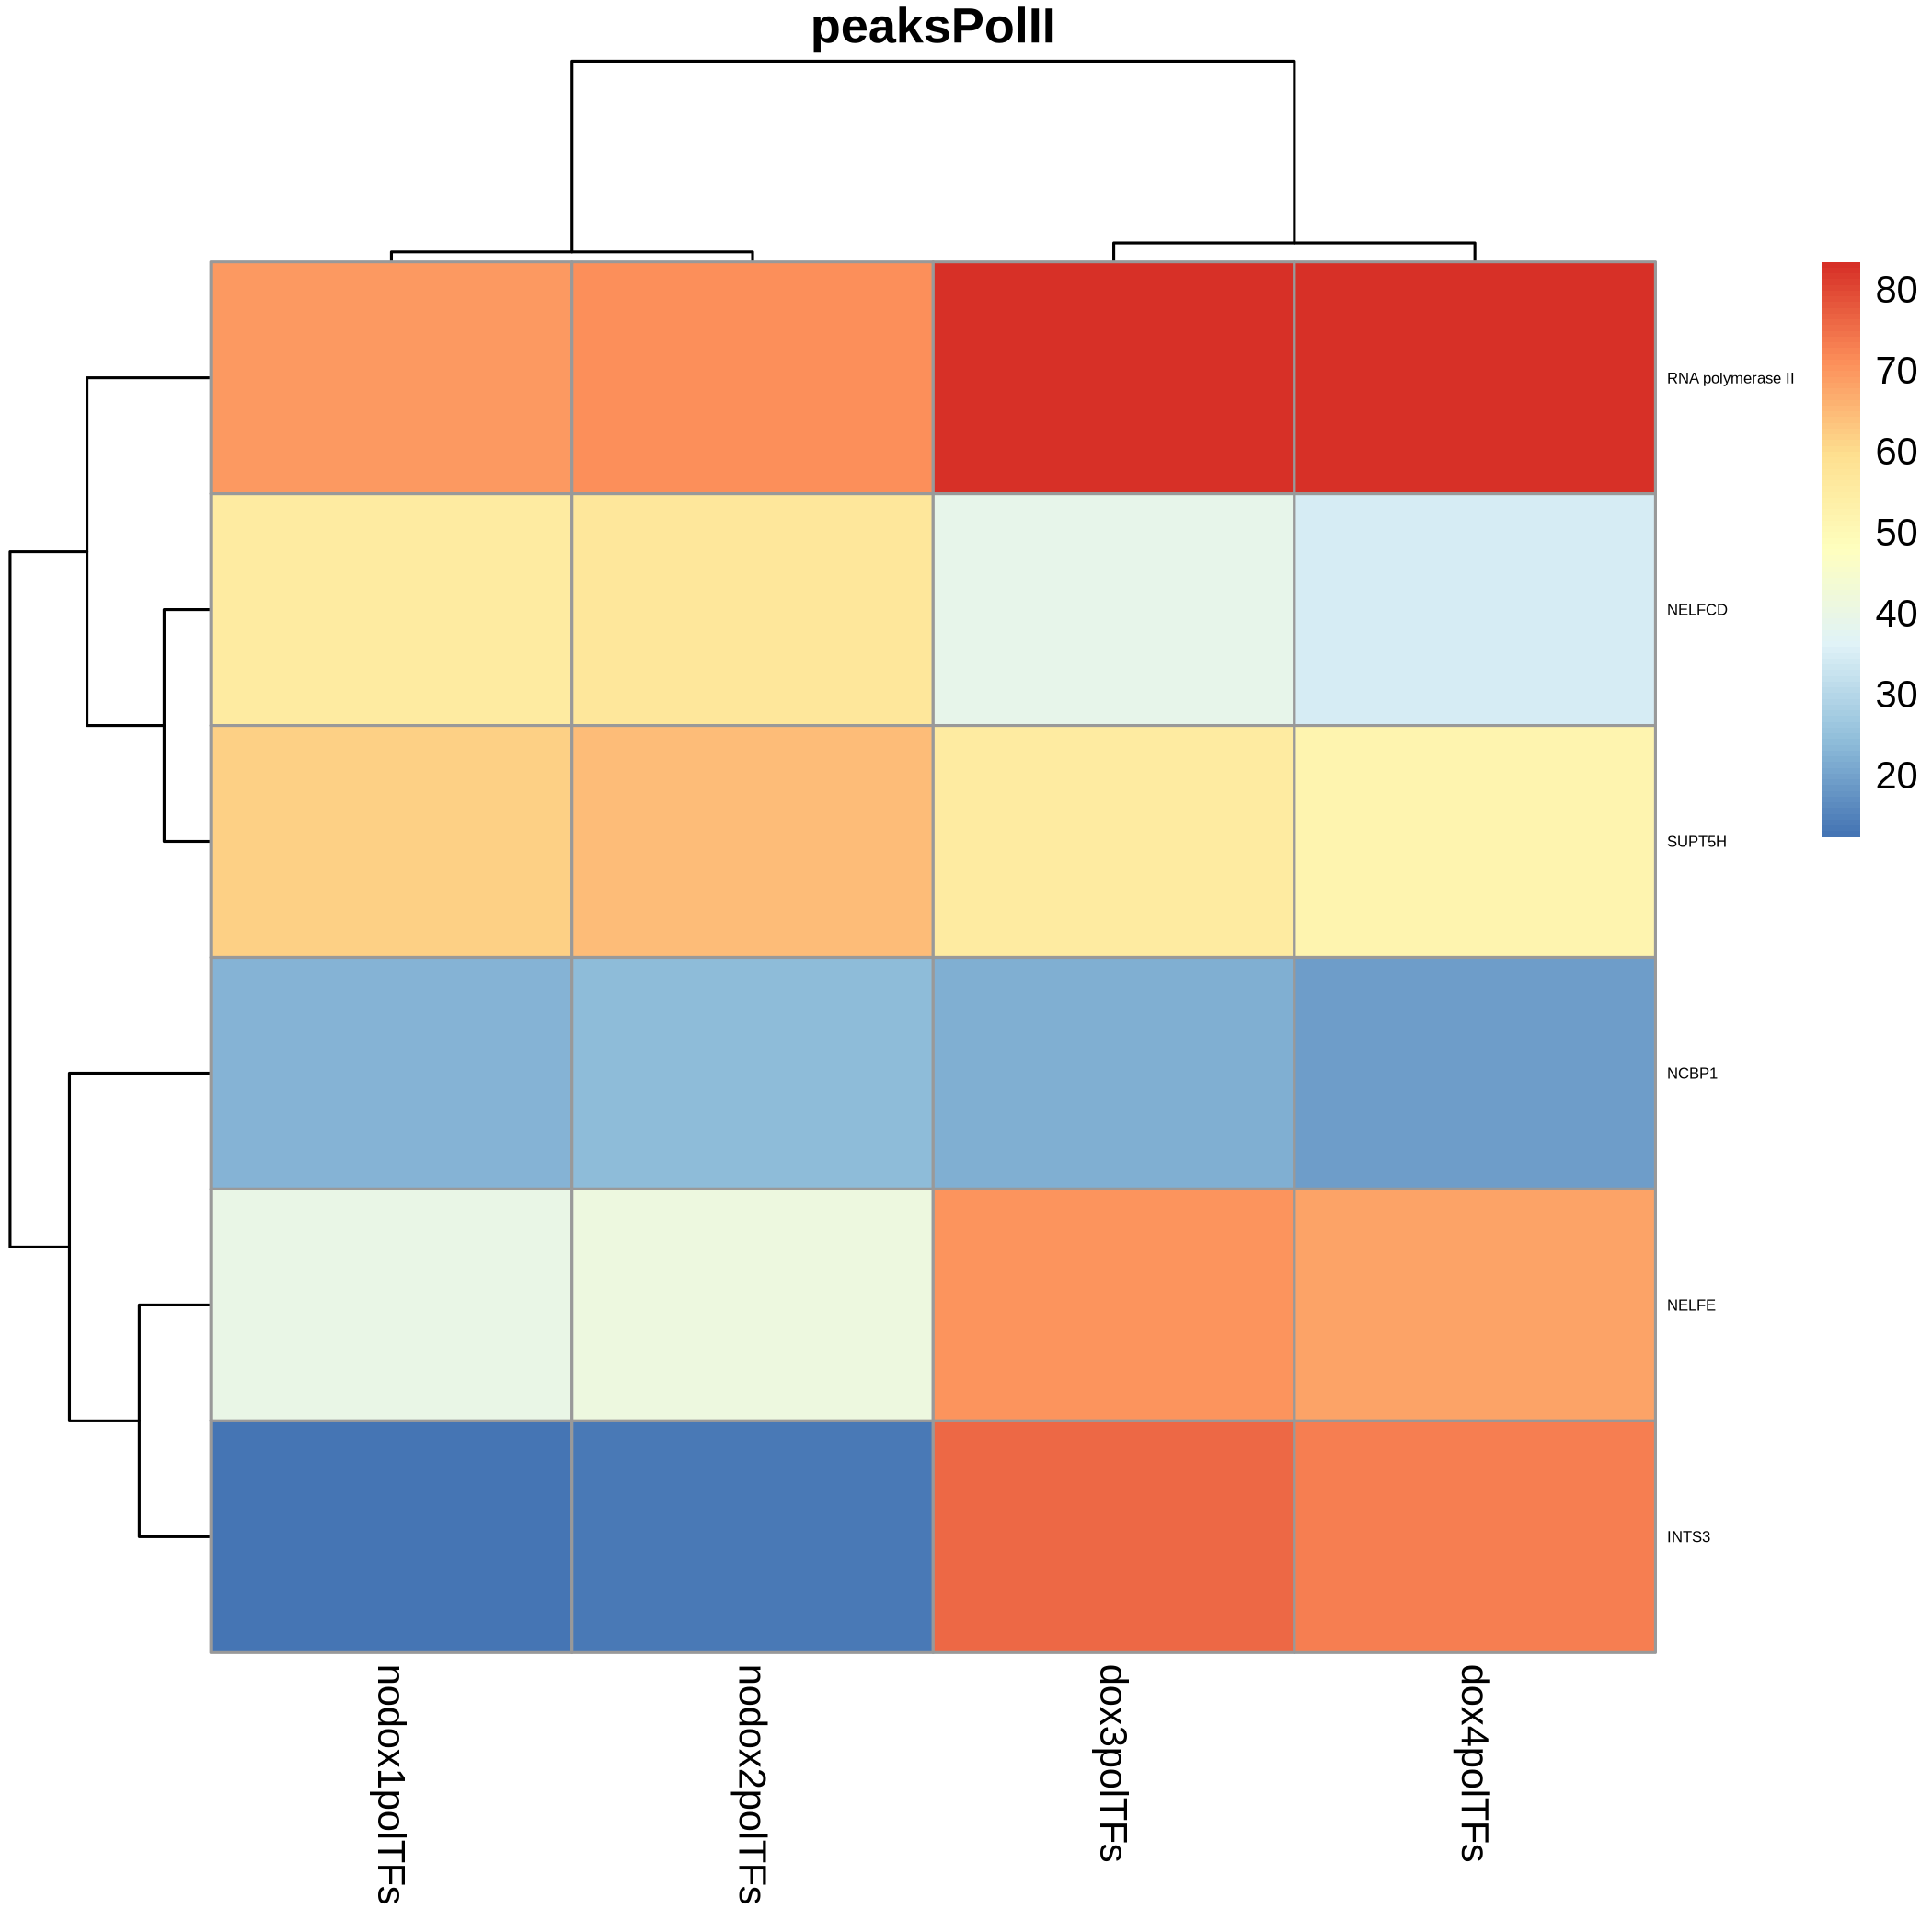 peaksPolII
80
70
60
50
40
30
20
RNA polymerase II
NELFCD
SUPT5H
NCBP1
NELFE
INTS3
nodox1polTFs
nodox2polTFs
dox3polTFs
dox4polTFs